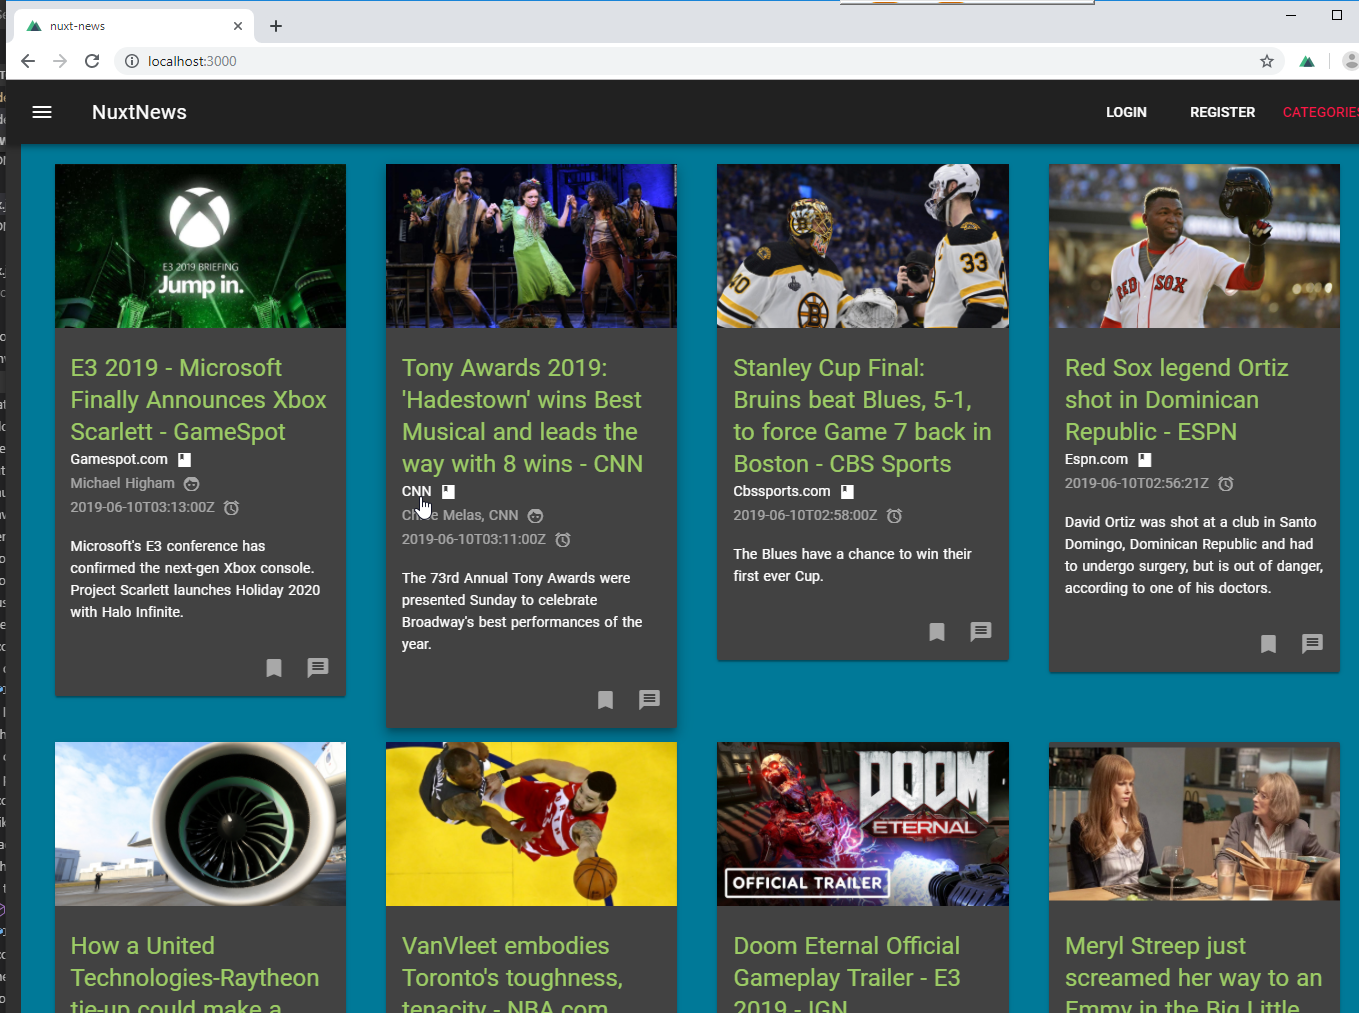 nuxt-news
localhost:3000
NuxtNews
LOGIN
REGISTER
CATEGORIES
E3 2019 BRIEFING
Jump in.
E3 2019 - Microsoft
Finally Announces Xbox
Scarlett - GameSpot
Gamespot.com
Michael Higham
2019-06-10T03:13:00Z
Microsoft's E3 conference has
confirmed the next-gen Xbox console.
Project Scarlett launches Holiday 2020
with Halo Infinite.
Tony Awards 2019:
'Hadestown' wins Best
Musical and leads the
way with 8 wins - CNN
CNN
Melas, CNN
2019-06-10T03:11:00Z
The 73rd Annual Tony Awards were
presented Sunday to celebrate
Broadway's best performances of the
year.
40
33
Stanley Cup Final:
Bruins beat Blues, 5-1,
to force Game 7 back in
Boston - CBS Sports
Cbssports.com
2019-06-10T02:58:00Z
The Blues have a chance to win their
first ever Cup.
RED SOX
Red Sox legend Ortiz
shot in Dominican
Republic - ESPN
Espn.com
2019-06-10T02:56:21Z
David Ortiz was shot at a club in Santo
Domingo, Dominican Republic and had
to undergo surgery, but is out of danger,
according to one of his doctors.
How a United
Technologies-Raytheon
tie-up could make a
VanVleet embodies
Toronto's toughness,
tenacity - NBA.com
DOOM
ETERNAL
OFFICIAL TRAILER
Doom Eternal Official
Gameplay Trailer - E3
2019 - IGN
Meryl Streep just
screamed her way to an
Emmy in the Big Little